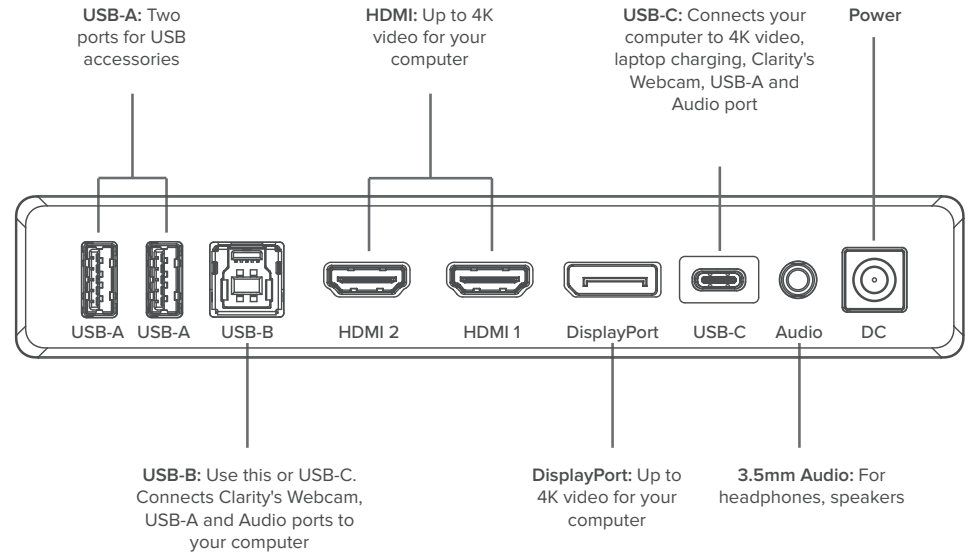 USB-A: Two
ports for USB
accessories
HDMI: Up to 4K
video for your
computer
USB-C: Connects your
computer to 4K video,
laptop charging, Clarity's
Webcam, USB-A and
Audio port
Power
USB-A USB-A USB-B HDMI 2 HDMI 1 DisplayPort USB-C Audio DC
USB-B: Use this or USB-C.
Connects Clarity's Webcam,
USB-A and Audio ports to
your computer
DisplayPort: Up to
4K video for your
computer
3.5mm Audio: For
headphones, speakers